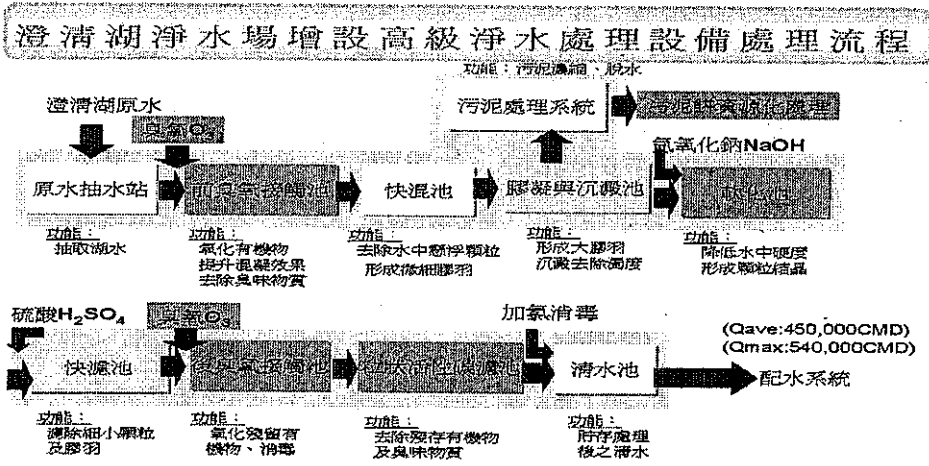 澄清湖淨水場增設高級淨水處理設備處理流程
功能：污泥濃縮、脫水
澄清湖原水
臭氧O₃
污泥處理系統
污泥餅資源化處理
氫氧化鈉NaOH
原水抽水站
前臭氧接觸池
快混池
膠凝與沉澱池
軟化池
功能：
抽取湖水
功能：
氧化有機物
提升混凝效果
去除臭味物質
功能：
去除水中懸浮顆粒
形成微細膠羽
功能：
形成大膠羽
沉澱去除濁度
功能：
降低水中硬度
形成顆粒結晶
硫酸H₂SO₄
臭氧O₃
加氯消毒
(Qave:450,000CMD)
(Qmax:540,000CMD)
快濾池
後臭氧接觸池
粒狀活性碳濾池
清水池
配水系統
功能：
濾除細小顆粒
及膠羽
功能：
氧化殘留有
機物、消毒
功能：
去除殘存有機物
及臭味物質
功能：
貯存處理
後之清水